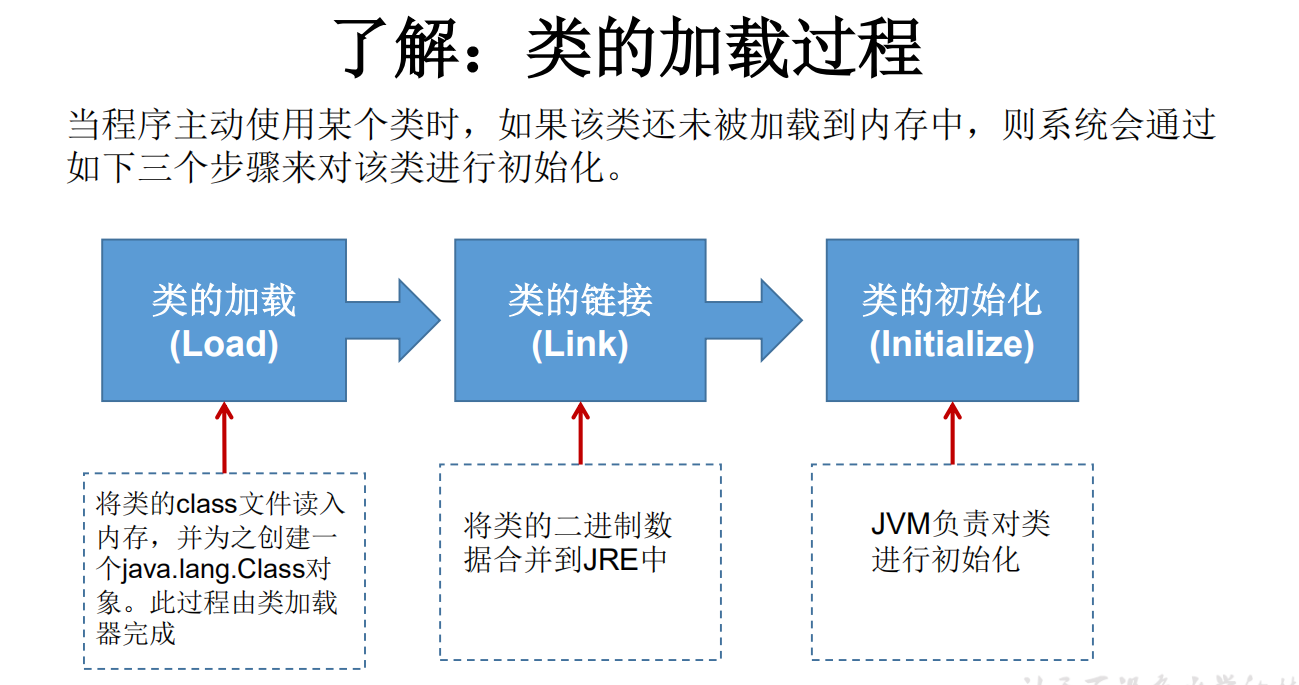 了解：类的加载过程
当程序主动使用某个类时，如果该类还未被加载到内存中，则系统会通过
如下三个步骤来对该类进行初始化。
类的加载
(Load)
类的链接
(Link)
类的初始化
(Initialize)
将类的class文件读入
内存，并为之创建一
个java.lang.Class对
象。此过程由类加载
器完成
将类的二进制数
据合并到JRE中
JVM负责对类
进行初始化